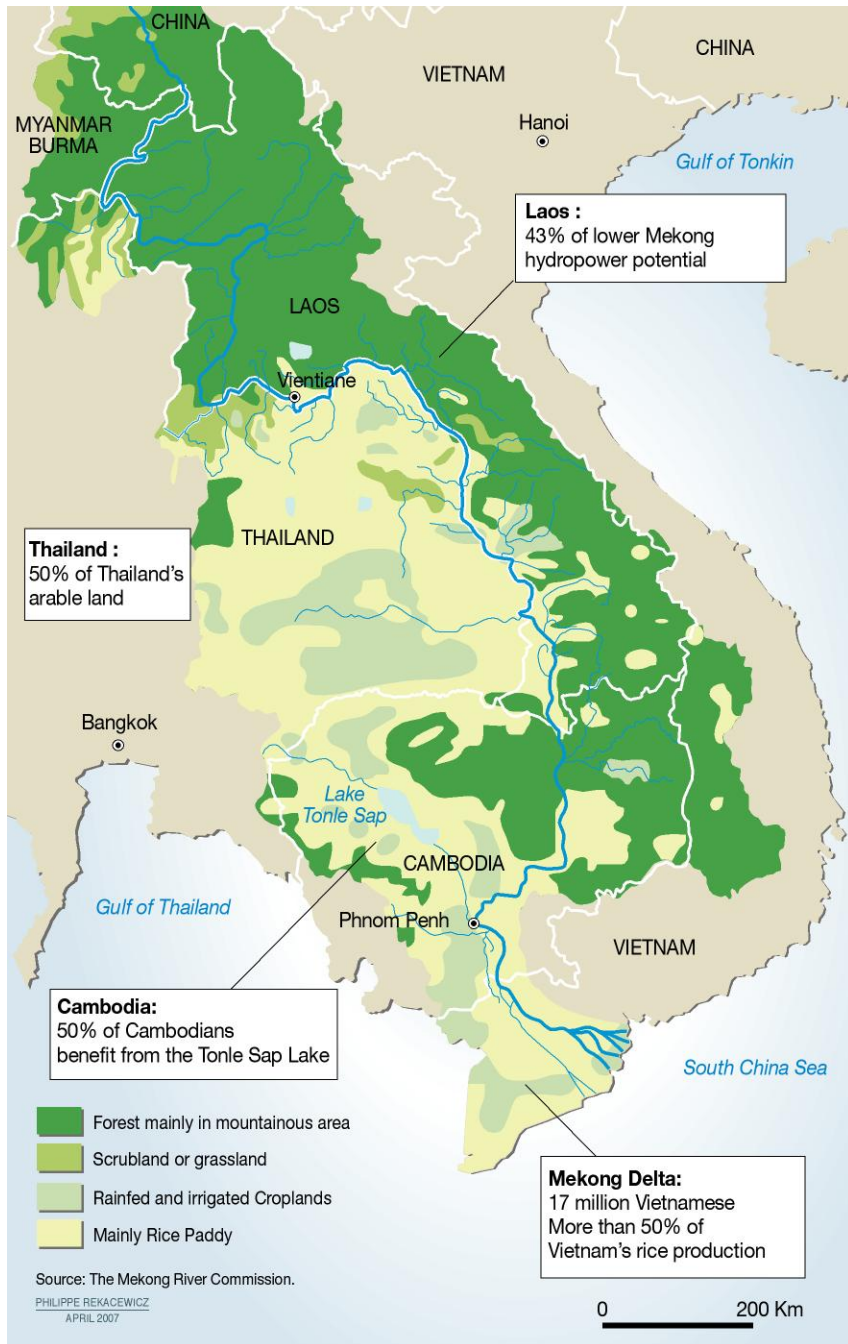 CHINA
CHINA
VIETNAM
MYANMAR
BURMA
Hanoi
Gulf of Tonkin
Laos :
43% of lower Mekong
hydropower potential
LAOS
Vientiane
THAILAND
Thailand :
50% of Thailand's
arable land
Bangkok
Lake
Tonle Sap
CAMBODIA
Gulf of Thailand
Phnom Penh
VIETNAM
Cambodia:
50% of Cambodians
benefit from the Tonle Sap Lake
South China Sea
Forest mainly in mountainous area
Scrubland or grassland
Rainfed and irrigated Croplands
Mainly Rice Paddy
Mekong Delta:
17 million Vietnamese
More than 50% of
Vietnam's rice production
Source: The Mekong River Commission.
PHILIPPE REKACEWICZ
APRIL 2007
0 200 Km